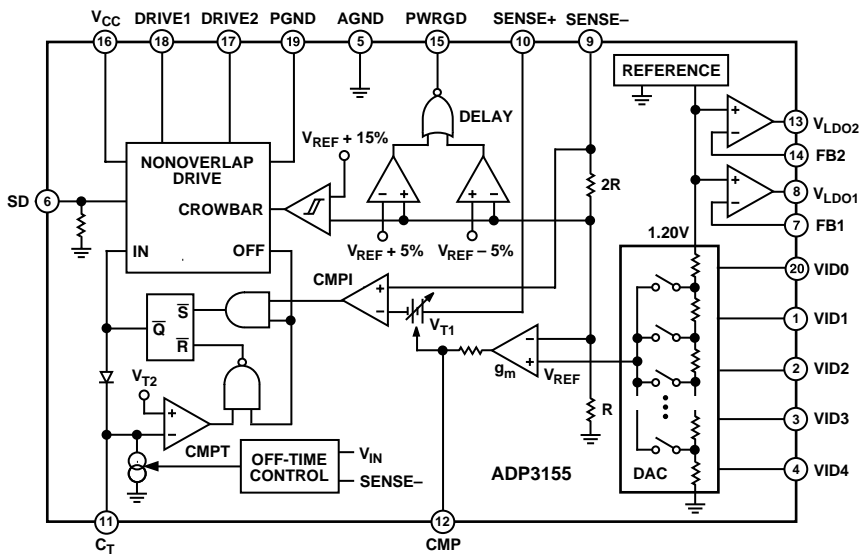 VCC DRIVE1 DRIVE2 PGND AGND PWRGD SENSE+ SENSE–
16 18 17 19 5 15 10 9
REFERENCE
DELAY
VREF + 15%
+
–
13 VLDO2
14 FB2
NONOVERLAP
DRIVE
– + + –
2R
+
–
8 VLDO1
7 FB1
SD 6
CROWBAR
VREF + 5% VREF – 5%
1.20V
IN OFF
CMPI
+
–
VT1
20 VID0
S
Q
R
1 VID1
gm
–
+
VREF
2 VID2
VT2
+
–
CMPT
R
3 VID3
OFF-TIME
CONTROL
VIN
SENSE–
ADP3155
DAC
4 VID4
11
CT
12
CMP